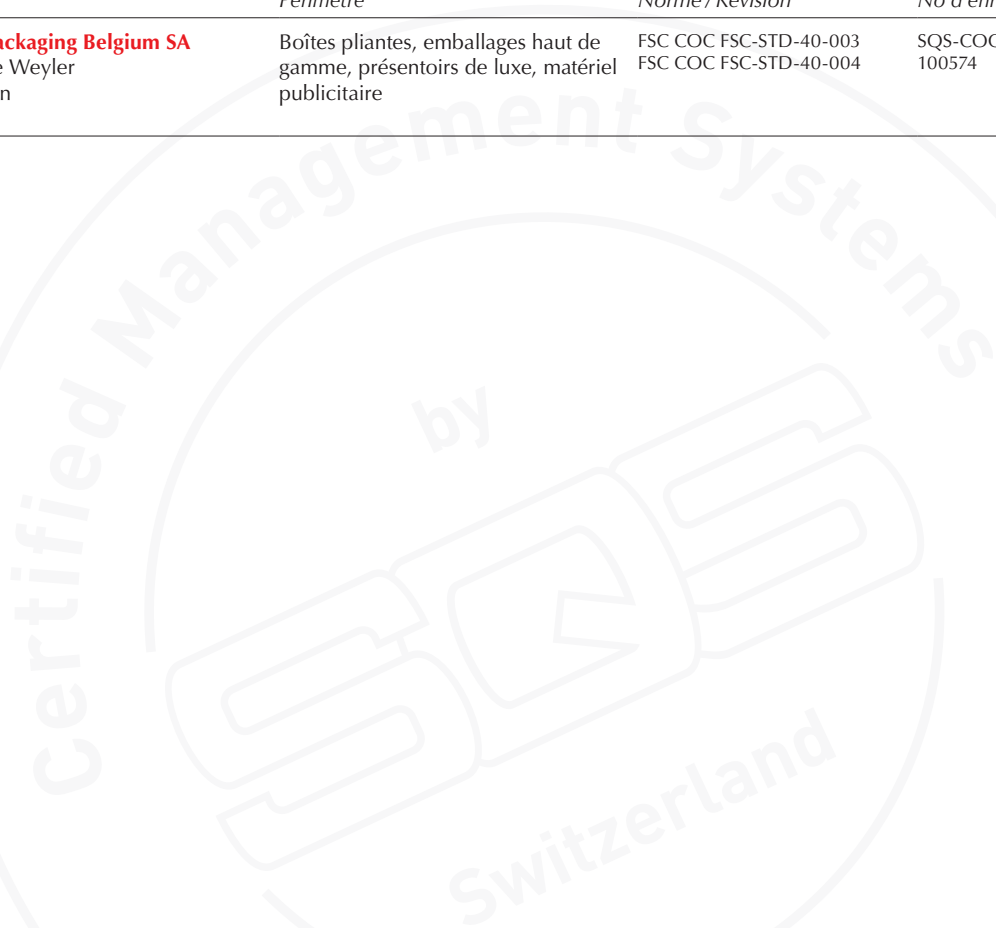 Périmètre Norme / Révision No d'enr
ackaging Belgium SA Boîtes pliantes, emballages haut de FSC COC FSC-STD-40-003 SQS-COC
e Weyler gamme, présentoirs de luxe, matériel FSC COC FSC-STD-40-004 100574
n publicitaire
Certified Management Systems
by
SQS
Switzerland